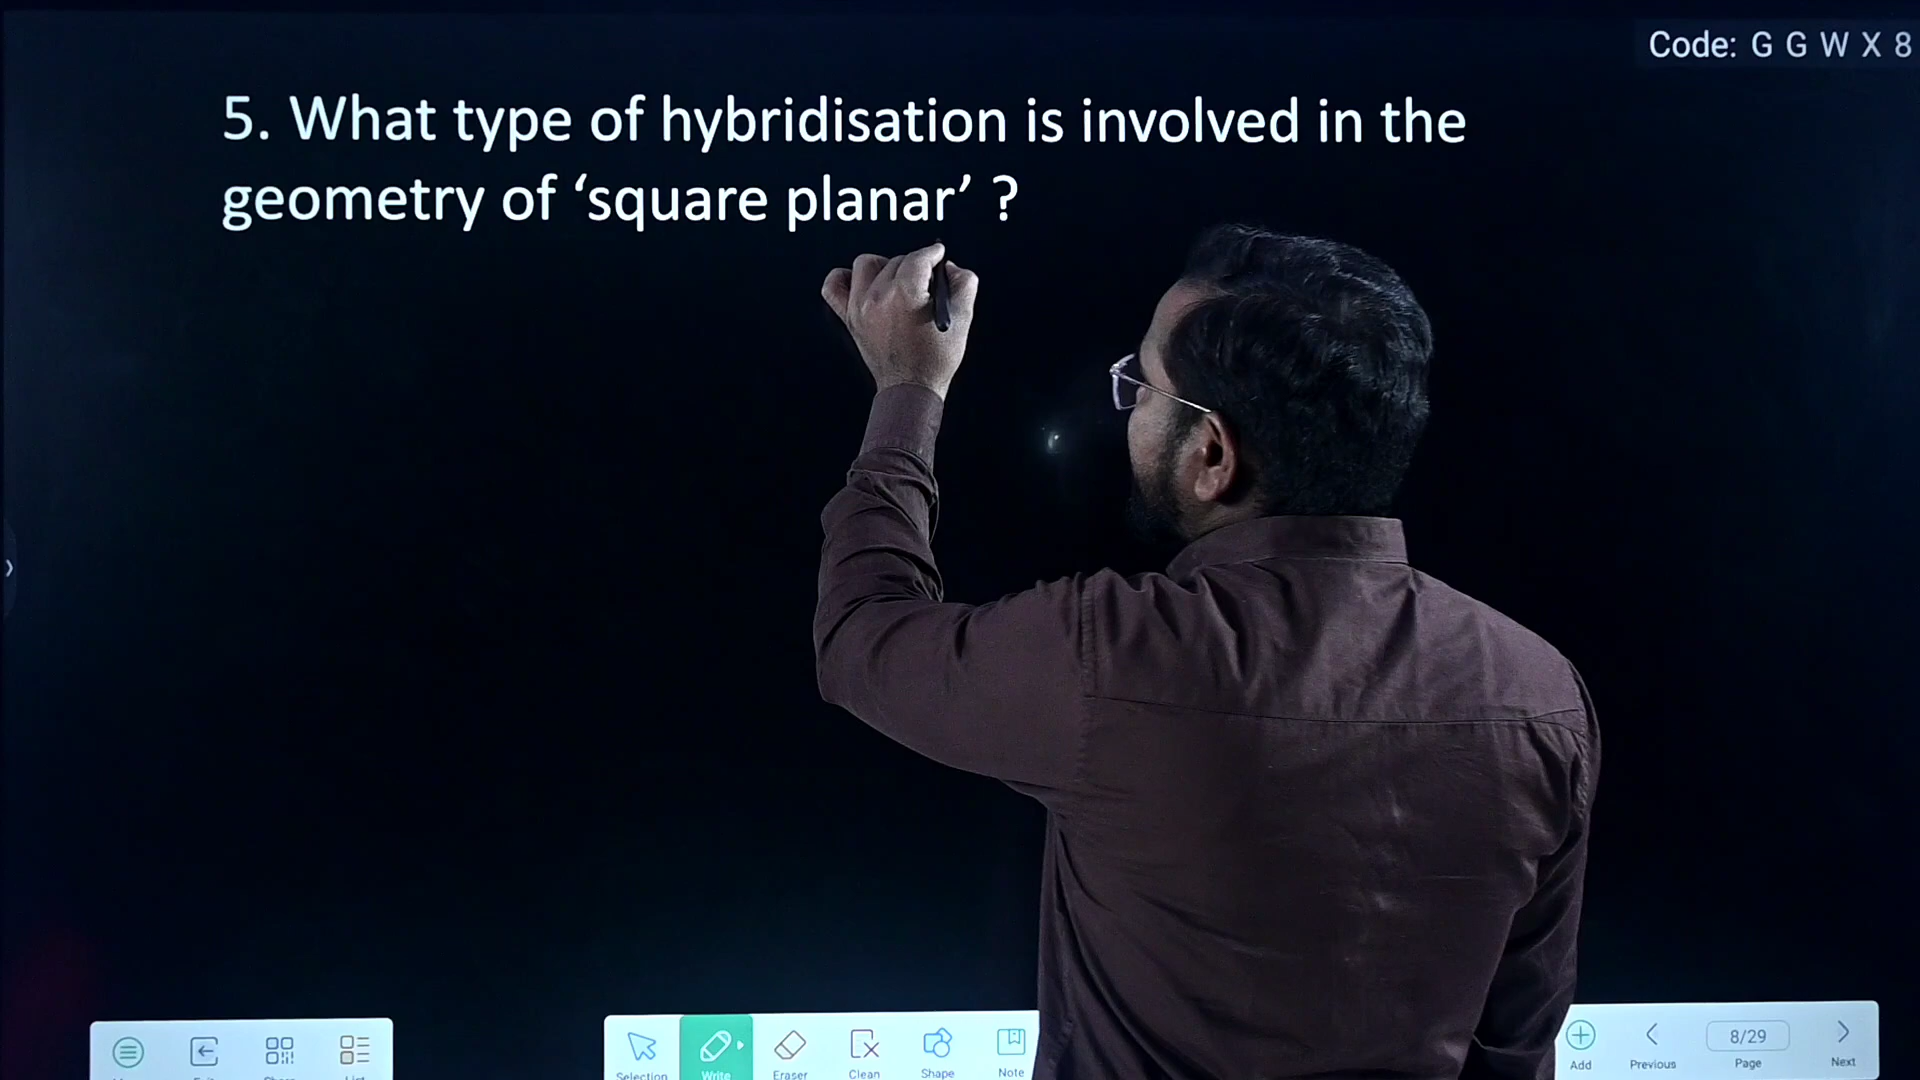 Code: G G W X 8
5. What type of hybridisation is involved in the
geometry of ‘square planar’ ?
Selection
Write
Eraser
Clean
Shape
Note
Add
Previous
8/29
Page
Next